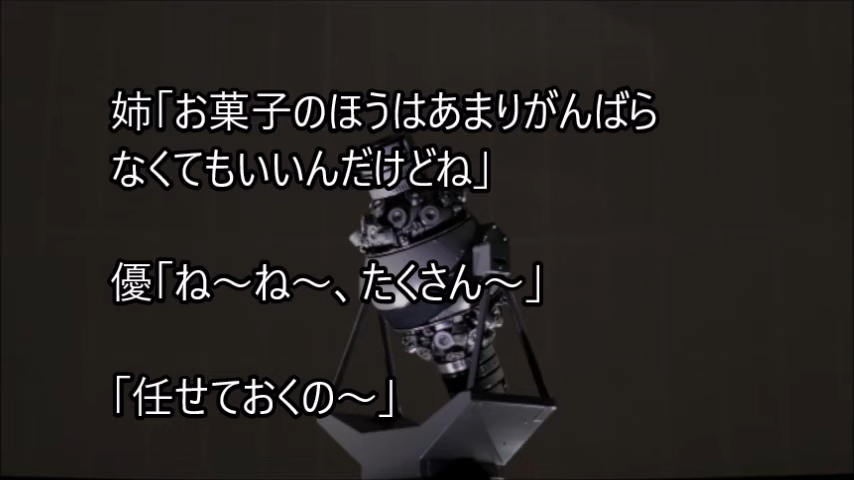 姉「お菓子のほうはあまりがんばら
なくてもいいんだけどね」
優「ね～ね～、たくさん～」
「任せておくの～」